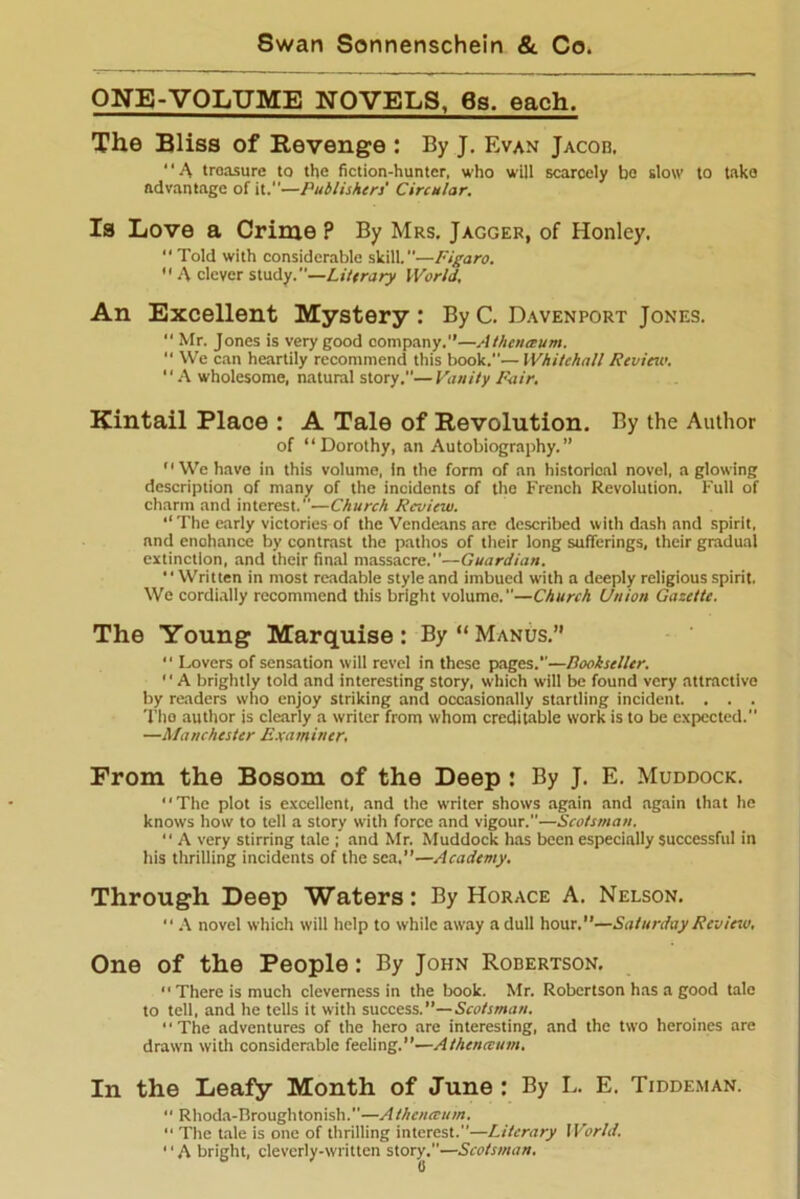 Swan Sonnenschein & Co.
ONE-VOLUME NOVELS, 6s. each.
The Bliss of Revenge : By J. Evan Jacob.
"A treasure to the fiction-hunter, who will scarcely be slow to take
advantage of it."—Publishers' Circular.
Is Love a Crime ? By Mrs. Jagger, of Honley.
"Told with considerable skill."—Figaro.
"A clever study."—Literary World.
An Excellent Mystery : By C. Davenport Jones.
"Mr. Jones is very good company."—Athenæum.
"We can heartily recommend this book."—Whitehall Review.
"A wholesome, natural story."—Vanity Fair.
Kintail Place : A Tale of Revolution. By the Author
of "Dorothy, an Autobiography."
"We have in this volume, in the form of an historical novel, a glowing
description of many of the incidents of the French Revolution. Full of
charm and interest."—Church Review.
"The early victories of the Vendeans are described with dash and spirit,
and enchance by contrast the pathos of their long sufferings, their gradual
extinction, and their final massacre."—Guardian.
"Written in most readable style and imbued with a deeply religious spirit.
We cordially recommend this bright volume."—Church Union Gazette.
The Young Marquise : By "Manus."
"Lovers of sensation will revel in these pages."—Bookseller.
"A brightly told and interesting story, which will be found very attractive
by readers who enjoy striking and occasionally startling incident. . . .
The author is clearly a writer from whom creditable work is to be expected."
—Manchester Examiner.
From the Bosom of the Deep : By J. E. Muddock.
"The plot is excellent, and the writer shows again and again that he
knows how to tell a story with force and vigour."—Scotsman.
"A very stirring tale ; and Mr. Muddock has been especially successful in
his thrilling incidents of the sea."—Academy.
Through Deep Waters : By Horace A. Nelson.
"A novel which will help to while away a dull hour."—Saturday Review.
One of the People : By John Robertson.
"There is much cleverness in the book. Mr. Robertson has a good tale
to tell, and he tells it with success."—Scotsman.
"The adventures of the hero are interesting, and the two heroines are
drawn with considerable feeling."—Athenæum.
In the Leafy Month of June : By L. E. Tiddeman.
"Rhoda-Broughtonish."—Athenæum.
"The tale is one of thrilling interest."—Literary World.
"A bright, cleverly-written story."—Scotsman.
6